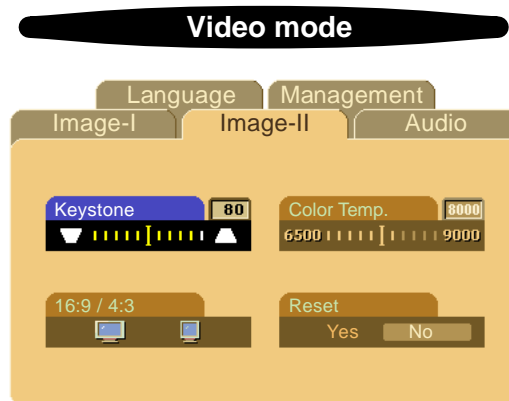 Video mode
Language Management
Image-I Image-II Audio
Keystone 80
Color Temp. 8000
6500 9000
16:9 / 4:3
Reset
Yes No